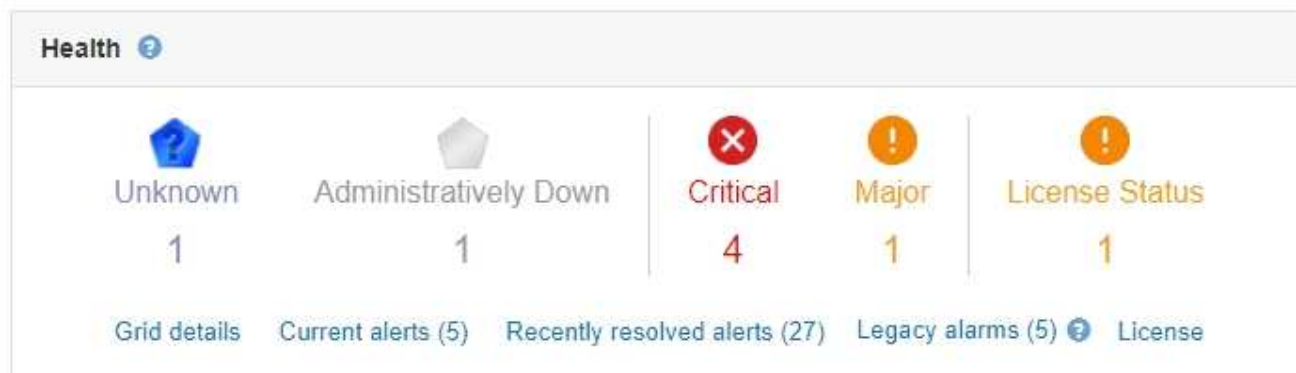 Health
Unknown Administratively Down Critical Major License Status
1 1 4 1 1
Grid details Current alerts (5) Recently resolved alerts (27) Legacy alarms (5) License